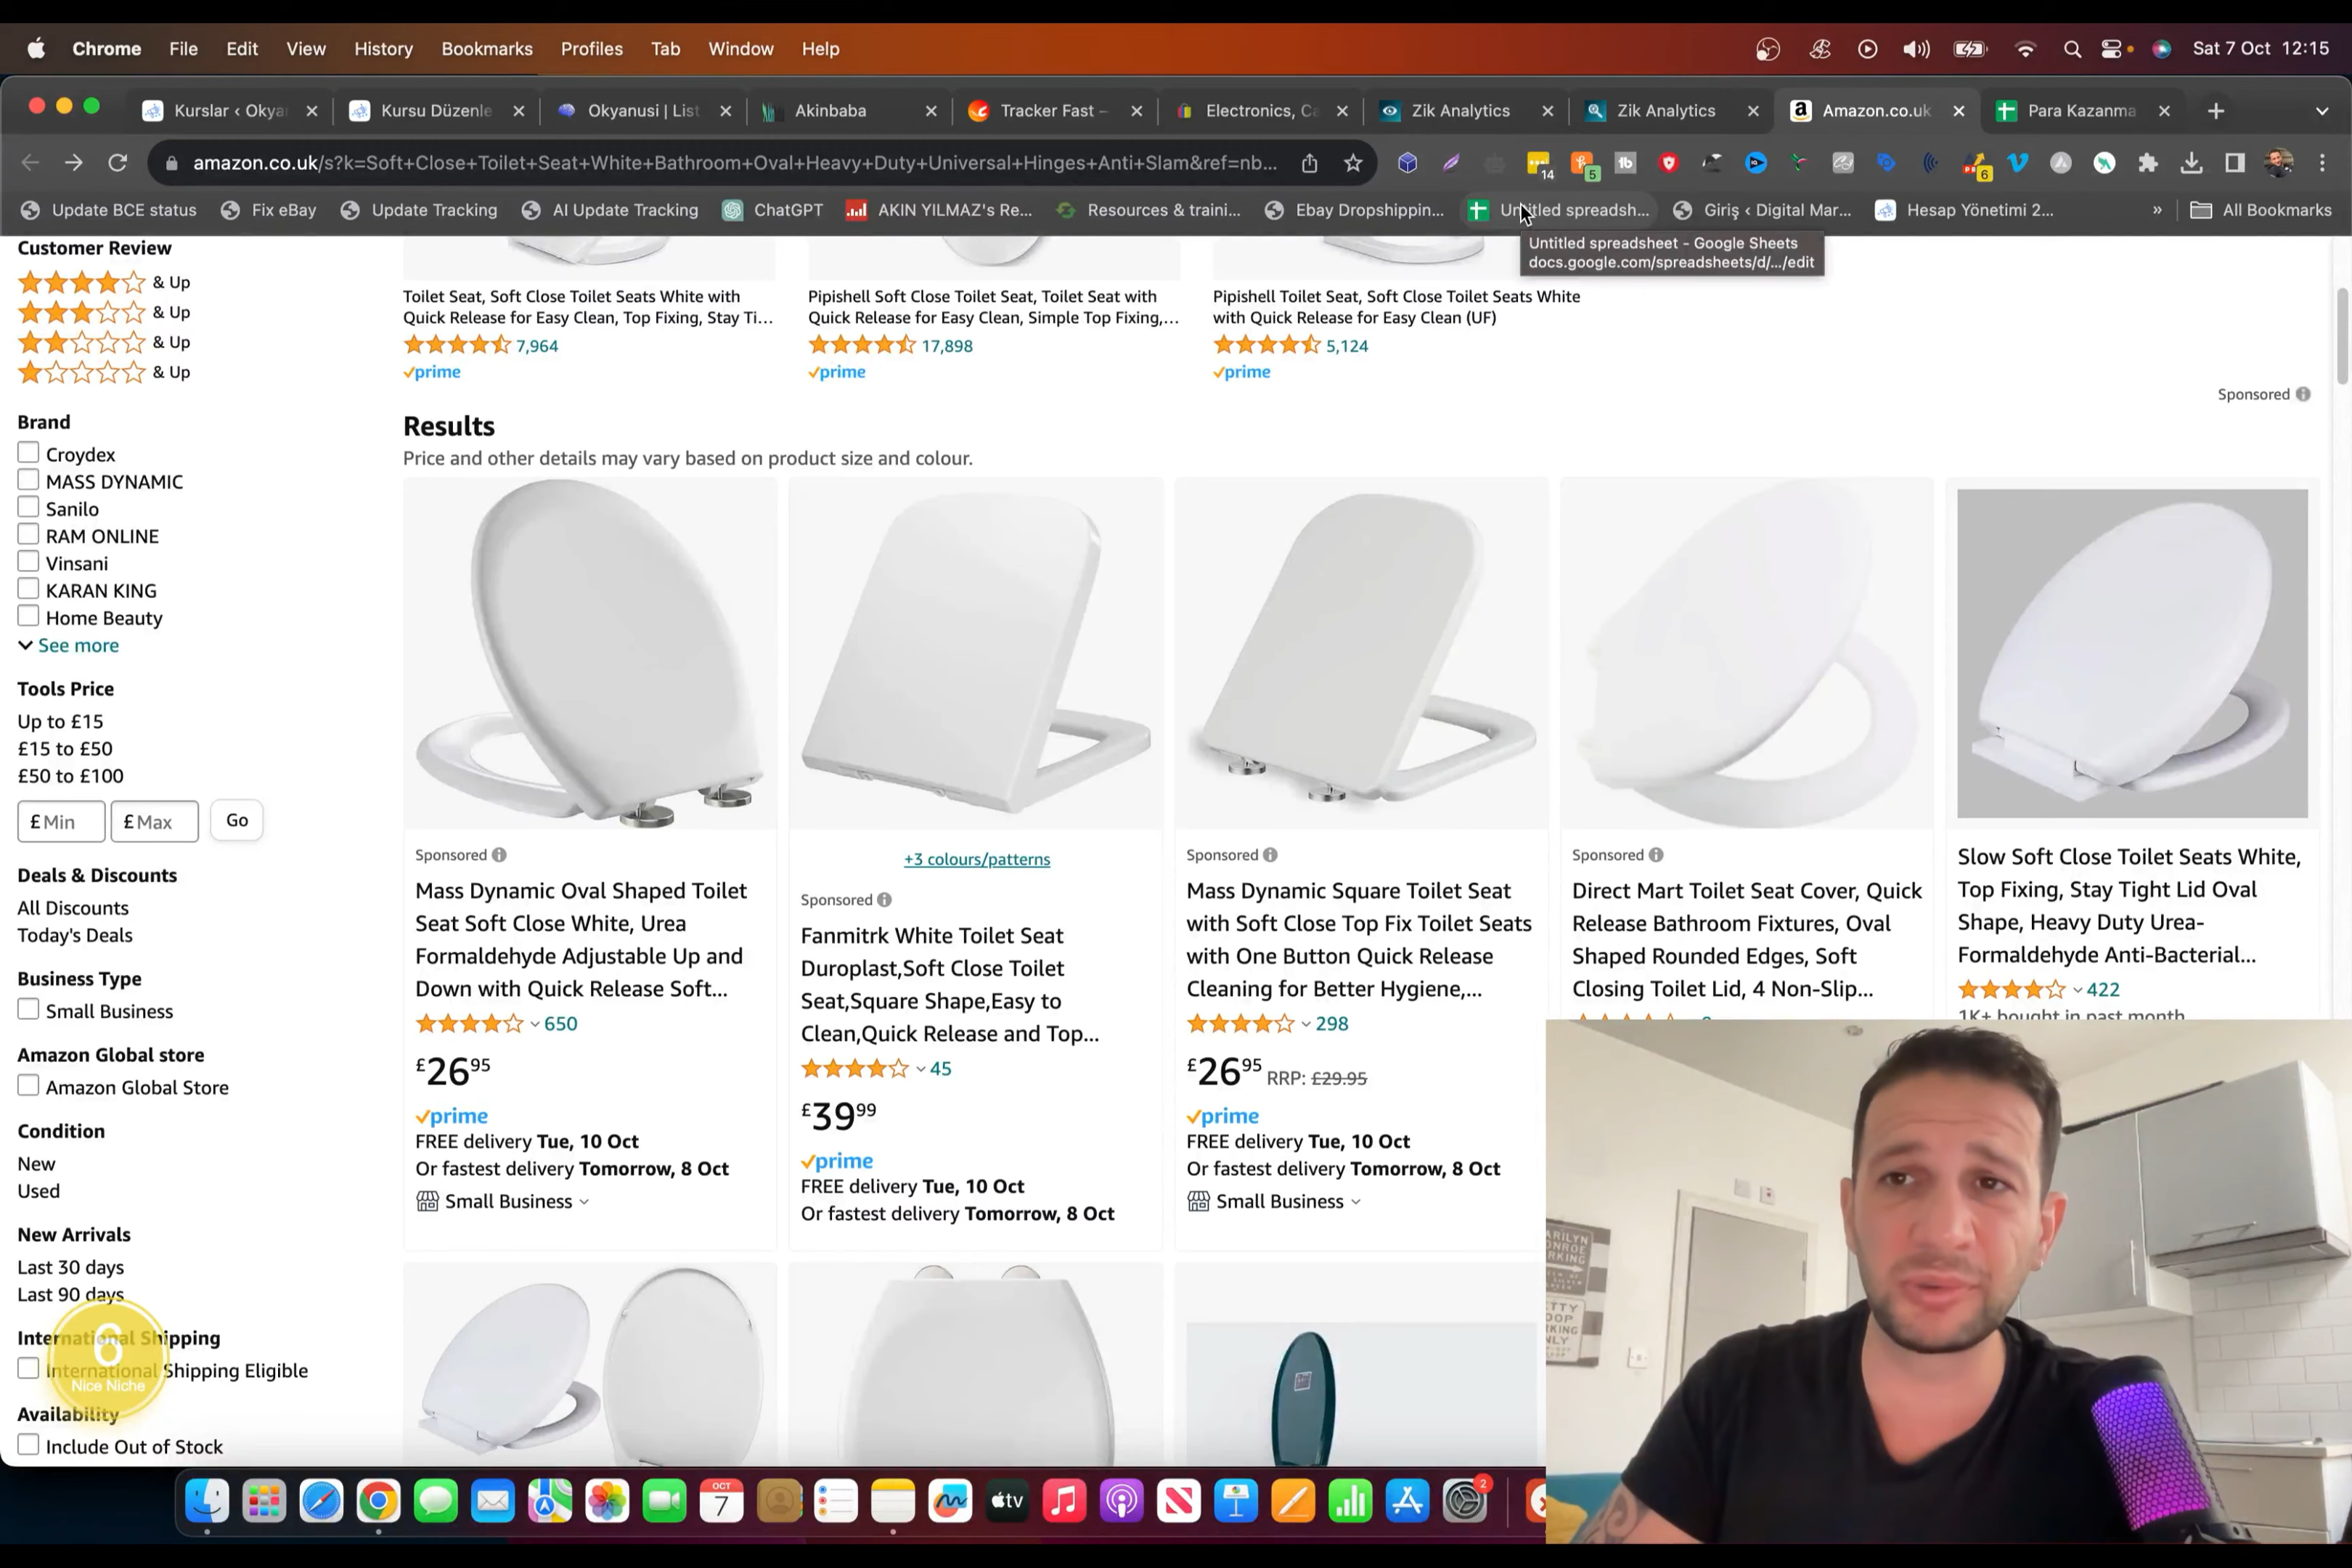 Chrome File Edit View History Bookmarks Profiles Tab Window Help
Sat 7 Oct 12:15
Kurslar ‹ Okya
Kursu Düzenle
Okyanusi | List
Akinbaba
Tracker Fast –
Electronics, Ca
Zik Analytics
Zik Analytics
Amazon.co.uk
Para Kazanma
amazon.co.uk/s?k=Soft+Close+Toilet+Seat+White+Bathroom+Oval+Heavy+Duty+Universal+Hinges+Anti+Slam&ref=nb...
14
5
6
Update BCE status
Fix eBay
Update Tracking
AI Update Tracking
ChatGPT
AKIN YILMAZ's Re...
Resources & traini...
Ebay Dropshippin...
Untitled spreadsh...
Giriş ‹ Digital Mar...
Hesap Yönetimi 2...
»
All Bookmarks
Untitled spreadsheet - Google Sheets
docs.google.com/spreadsheets/d/.../edit
Customer Review
& Up
& Up
& Up
& Up
Brand
Croydex
MASS DYNAMIC
Sanilo
RAM ONLINE
Vinsani
KARAN KING
Home Beauty
See more
Tools Price
Up to £15
£15 to £50
£50 to £100
£ Min
£ Max
Go
Deals & Discounts
All Discounts
Today's Deals
Business Type
Small Business
Amazon Global store
Amazon Global Store
Condition
New
Used
New Arrivals
Last 30 days
Last 90 days
International Shipping
International Shipping Eligible
6
Nice Niche
Availability
Include Out of Stock
Toilet Seat, Soft Close Toilet Seats White with
Quick Release for Easy Clean, Top Fixing, Stay Ti...
7,964
prime
Pipishell Soft Close Toilet Seat, Toilet Seat with
Quick Release for Easy Clean, Simple Top Fixing,...
17,898
prime
Pipishell Toilet Seat, Soft Close Toilet Seats White
with Quick Release for Easy Clean (UF)
5,124
prime
Sponsored
Results
Price and other details may vary based on product size and colour.
Sponsored
Mass Dynamic Oval Shaped Toilet
Seat Soft Close White, Urea
Formaldehyde Adjustable Up and
Down with Quick Release Soft...
650
£26.95
prime
FREE delivery Tue, 10 Oct
Or fastest delivery Tomorrow, 8 Oct
Small Business
+3 colours/patterns
Sponsored
Fanmitrk White Toilet Seat
Duroplast,Soft Close Toilet
Seat,Square Shape,Easy to
Clean,Quick Release and Top...
45
£39.99
prime
FREE delivery Tue, 10 Oct
Or fastest delivery Tomorrow, 8 Oct
Sponsored
Mass Dynamic Square Toilet Seat
with Soft Close Top Fix Toilet Seats
with One Button Quick Release
Cleaning for Better Hygiene,...
298
£26.95 RRP: £29.95
prime
FREE delivery Tue, 10 Oct
Or fastest delivery Tomorrow, 8 Oct
Small Business
Sponsored
Direct Mart Toilet Seat Cover, Quick
Release Bathroom Fixtures, Oval
Shaped Rounded Edges, Soft
Closing Toilet Lid, 4 Non-Slip...
Slow Soft Close Toilet Seats White,
Top Fixing, Stay Tight Lid Oval
Shape, Heavy Duty Urea-
Formaldehyde Anti-Bacterial...
422
1K+ bought in past month
OCT
7
tv
2